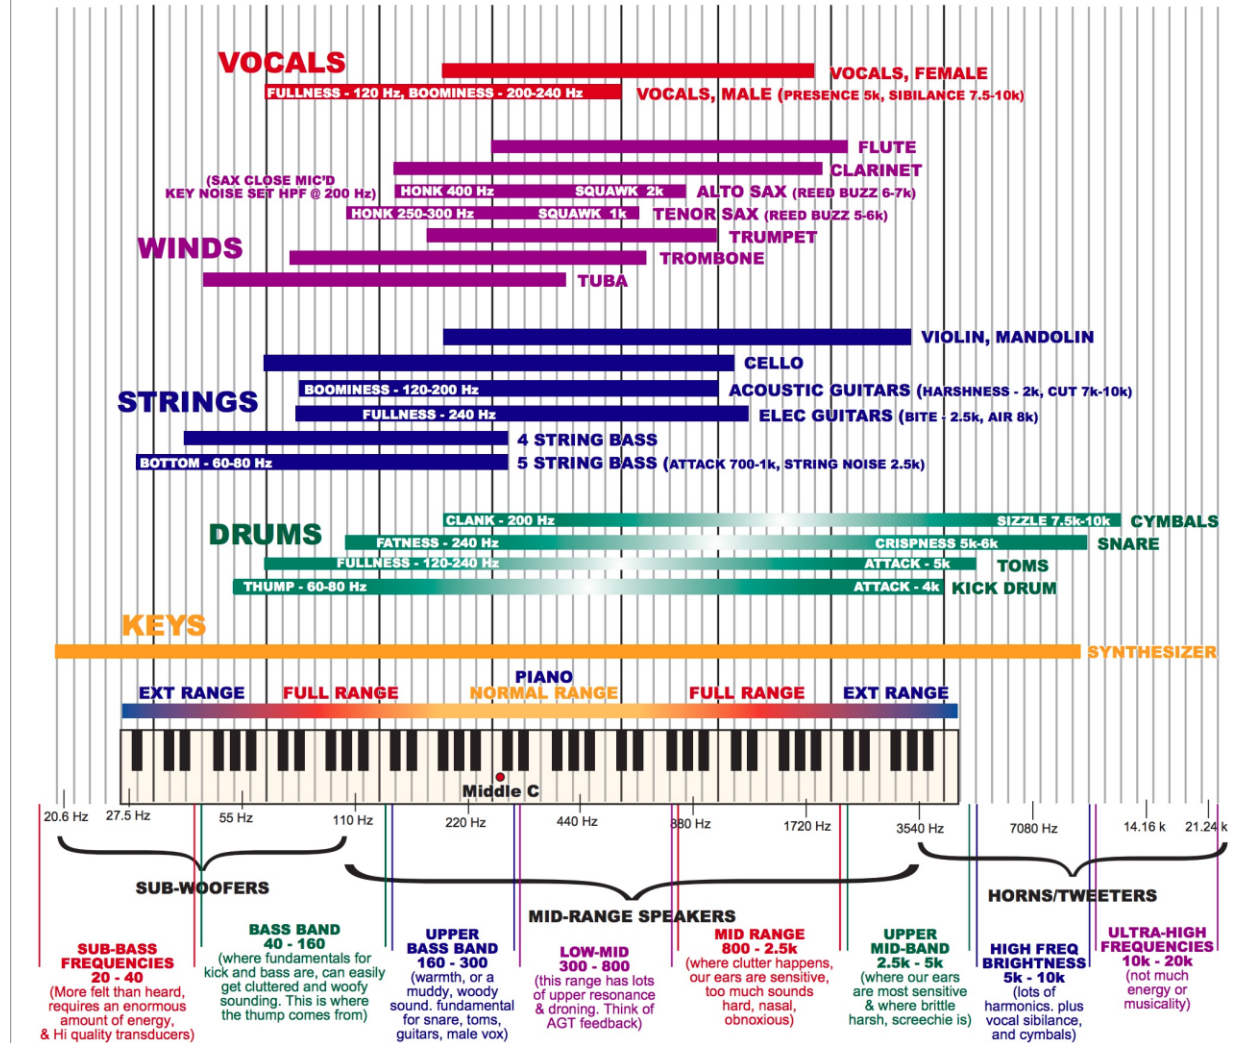 VOCALS
VOCALS, FEMALE
FULLNESS - 120 Hz, BOOMINESS - 200-240 Hz
VOCALS, MALE (PRESENCE 5k, SIBILANCE 7.5-10k)
FLUTE
CLARINET
(SAX CLOSE MIC'D
KEY NOISE SET HPF @ 200 Hz)
HONK 400 Hz SQUAWK 2k
ALTO SAX (REED BUZZ 6-7k)
HONK 250-300 Hz SQUAWK 1k
TENOR SAX (REED BUZZ 5-6k)
TRUMPET
WINDS
TROMBONE
TUBA
VIOLIN, MANDOLIN
CELLO
STRINGS
BOOMINESS - 120-200 Hz
ACOUSTIC GUITARS (HARSHNESS - 2k, CUT 7k-10k)
FULLNESS - 240 Hz
ELEC GUITARS (BITE - 2.5k, AIR 8k)
4 STRING BASS
BOTTOM - 60-80 Hz
5 STRING BASS (ATTACK 700-1k, STRING NOISE 2.5k)
DRUMS
CLANK - 200 Hz SIZZLE 7.5k-10k
CYMBALS
FATNESS - 240 Hz CRISPNESS 5k-6k
SNARE
FULLNESS - 120-240 Hz ATTACK - 5k
TOMS
THUMP - 60-80 Hz ATTACK - 4k
KICK DRUM
KEYS
SYNTHESIZER
PIANO
EXT RANGE FULL RANGE NORMAL RANGE FULL RANGE EXT RANGE
Middle C
20.6 Hz 27.5 Hz 55 Hz 110 Hz 220 Hz 440 Hz 880 Hz 1720 Hz 3540 Hz 7080 Hz 14.16 k 21.24 k
SUB-WOOFERS
MID-RANGE SPEAKERS
HORNS/TWEETERS
SUB-BASS
FREQUENCIES
20 - 40
(More felt than heard,
requires an enormous
amount of energy,
& Hi quality transducers)
BASS BAND
40 - 160
(where fundamentals for
kick and bass are, can easily
get cluttered and woofy
sounding. This is where
the thump comes from)
UPPER
BASS BAND
160 - 300
(warmth, or a
muddy, woody
sound. fundamental
for snare, toms,
guitars, male vox)
LOW-MID
300 - 800
(this range has lots
of upper resonance
& droning. Think of
AGT feedback)
MID RANGE
800 - 2.5k
(where clutter happens,
our ears are sensitive,
too much sounds
hard, nasal,
obnoxious)
UPPER
MID-BAND
2.5k - 5k
(where our ears
are most sensitive
& where brittle
harsh, screechie is)
HIGH FREQ
BRIGHTNESS
5k - 10k
(lots of
harmonics. plus
vocal sibilance,
and cymbals)
ULTRA-HIGH
FREQUENCIES
10k - 20k
(not much
energy or
musicality)